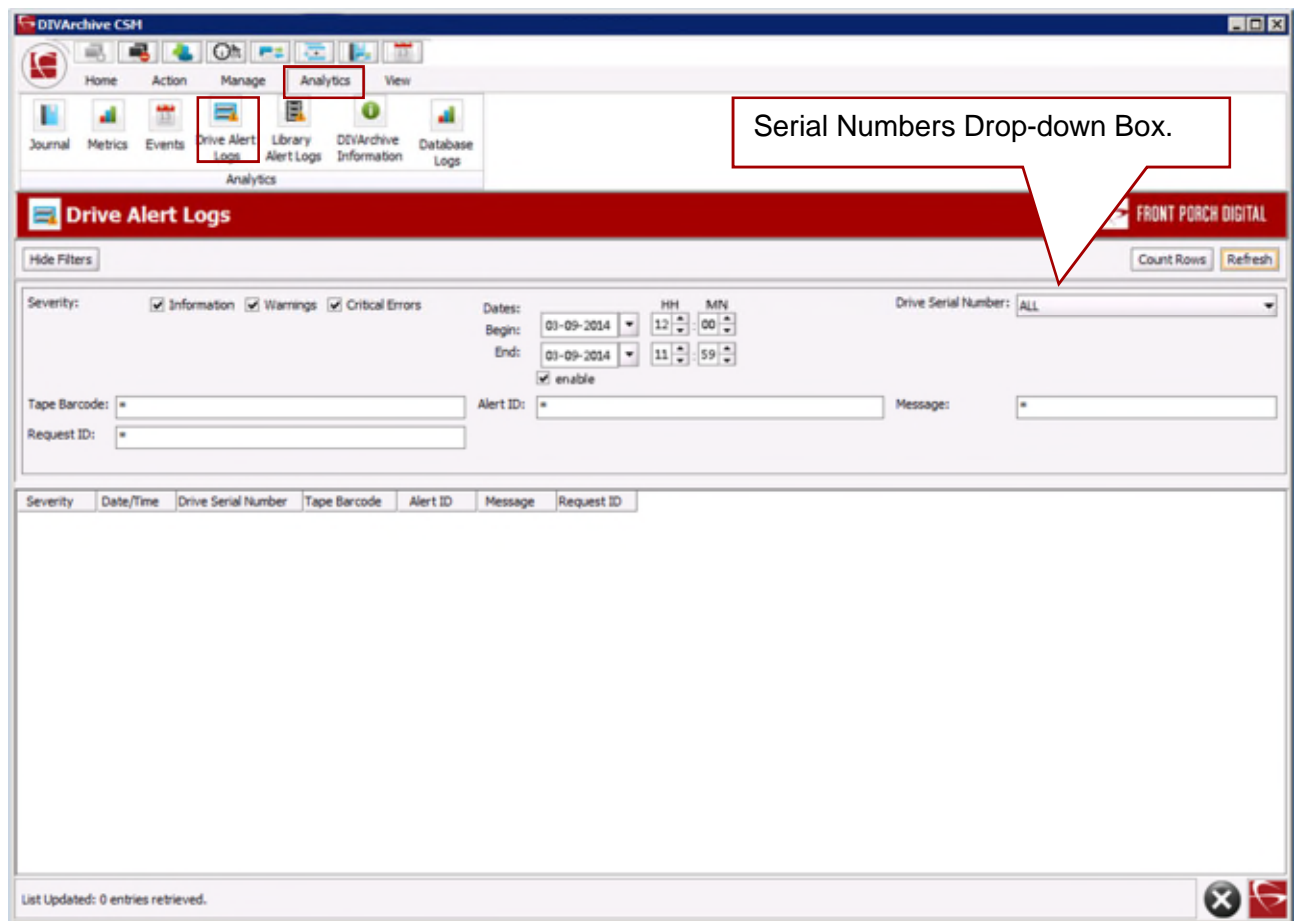 DIVArchive CSM
Home Action Manage Analytics View
Journal Metrics Events Drive Alert Logs Library Alert Logs DIVArchive Information Database Logs
Analytics
Serial Numbers Drop-down Box.
Drive Alert Logs
FRONT PORCH DIGITAL
Hide Filters Count Rows Refresh
Severity: Information Warnings Critical Errors
Dates: HH MN
Begin: 03-09-2014 12 : 00
End: 03-09-2014 11 : 59
enable
Drive Serial Number: ALL
Tape Barcode: * Alert ID: * Message: *
Request ID: *
Severity Date/Time Drive Serial Number Tape Barcode Alert ID Message Request ID
List Updated: 0 entries retrieved.